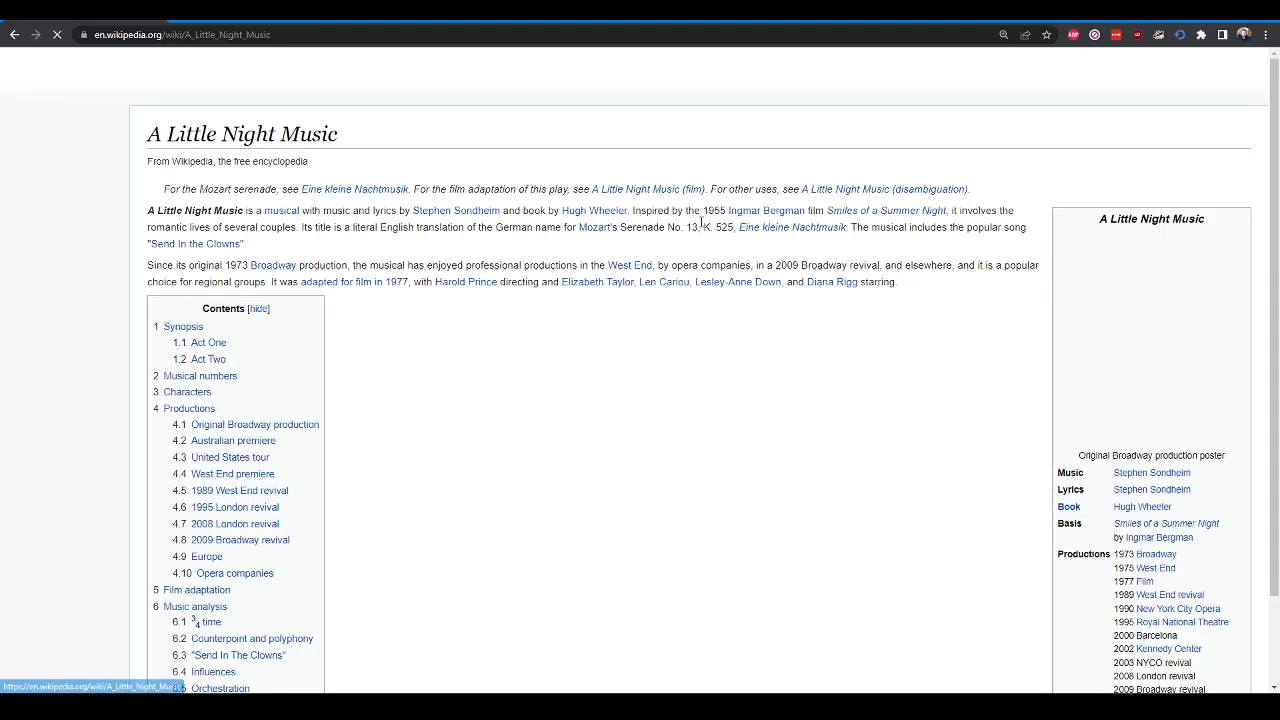 en.wikipedia.org/wiki/A_Little_Night_Music
A Little Night Music
From Wikipedia, the free encyclopedia
For the Mozart serenade, see Eine kleine Nachtmusik. For the film adaptation of this play, see A Little Night Music (film). For other uses, see A Little Night Music (disambiguation).
A Little Night Music is a musical with music and lyrics by Stephen Sondheim and book by Hugh Wheeler. Inspired by the 1955 Ingmar Bergman film Smiles of a Summer Night, it involves the
romantic lives of several couples. Its title is a literal English translation of the German name for Mozart's Serenade No. 13, K. 525, Eine kleine Nachtmusik. The musical includes the popular song
"Send In the Clowns".
Since its original 1973 Broadway production, the musical has enjoyed professional productions in the West End, by opera companies, in a 2009 Broadway revival, and elsewhere, and it is a popular
choice for regional groups. It was adapted for film in 1977, with Harold Prince directing and Elizabeth Taylor, Len Cariou, Lesley-Anne Down, and Diana Rigg starring.
Contents [hide]
1 Synopsis
1.1 Act One
1.2 Act Two
2 Musical numbers
3 Characters
4 Productions
4.1 Original Broadway production
4.2 Australian premiere
4.3 United States tour
4.4 West End premiere
4.5 1989 West End revival
4.6 1995 London revival
4.7 2008 London revival
4.8 2009 Broadway revival
4.9 Europe
4.10 Opera companies
5 Film adaptation
6 Music analysis
6.1 3/4 time
6.2 Counterpoint and polyphony
6.3 "Send In The Clowns"
6.4 Influences
Orchestration
A Little Night Music
Original Broadway production poster
Music Stephen Sondheim
Lyrics Stephen Sondheim
Book Hugh Wheeler
Basis Smiles of a Summer Night
by Ingmar Bergman
Productions 1973 Broadway
1975 West End
1977 Film
1989 West End revival
1990 New York City Opera
1995 Royal National Theatre
2000 Barcelona
2002 Kennedy Center
2003 NYCO revival
2008 London revival
2009 Broadway revival
https://en.wikipedia.org/wiki/A_Little_Night_Mus